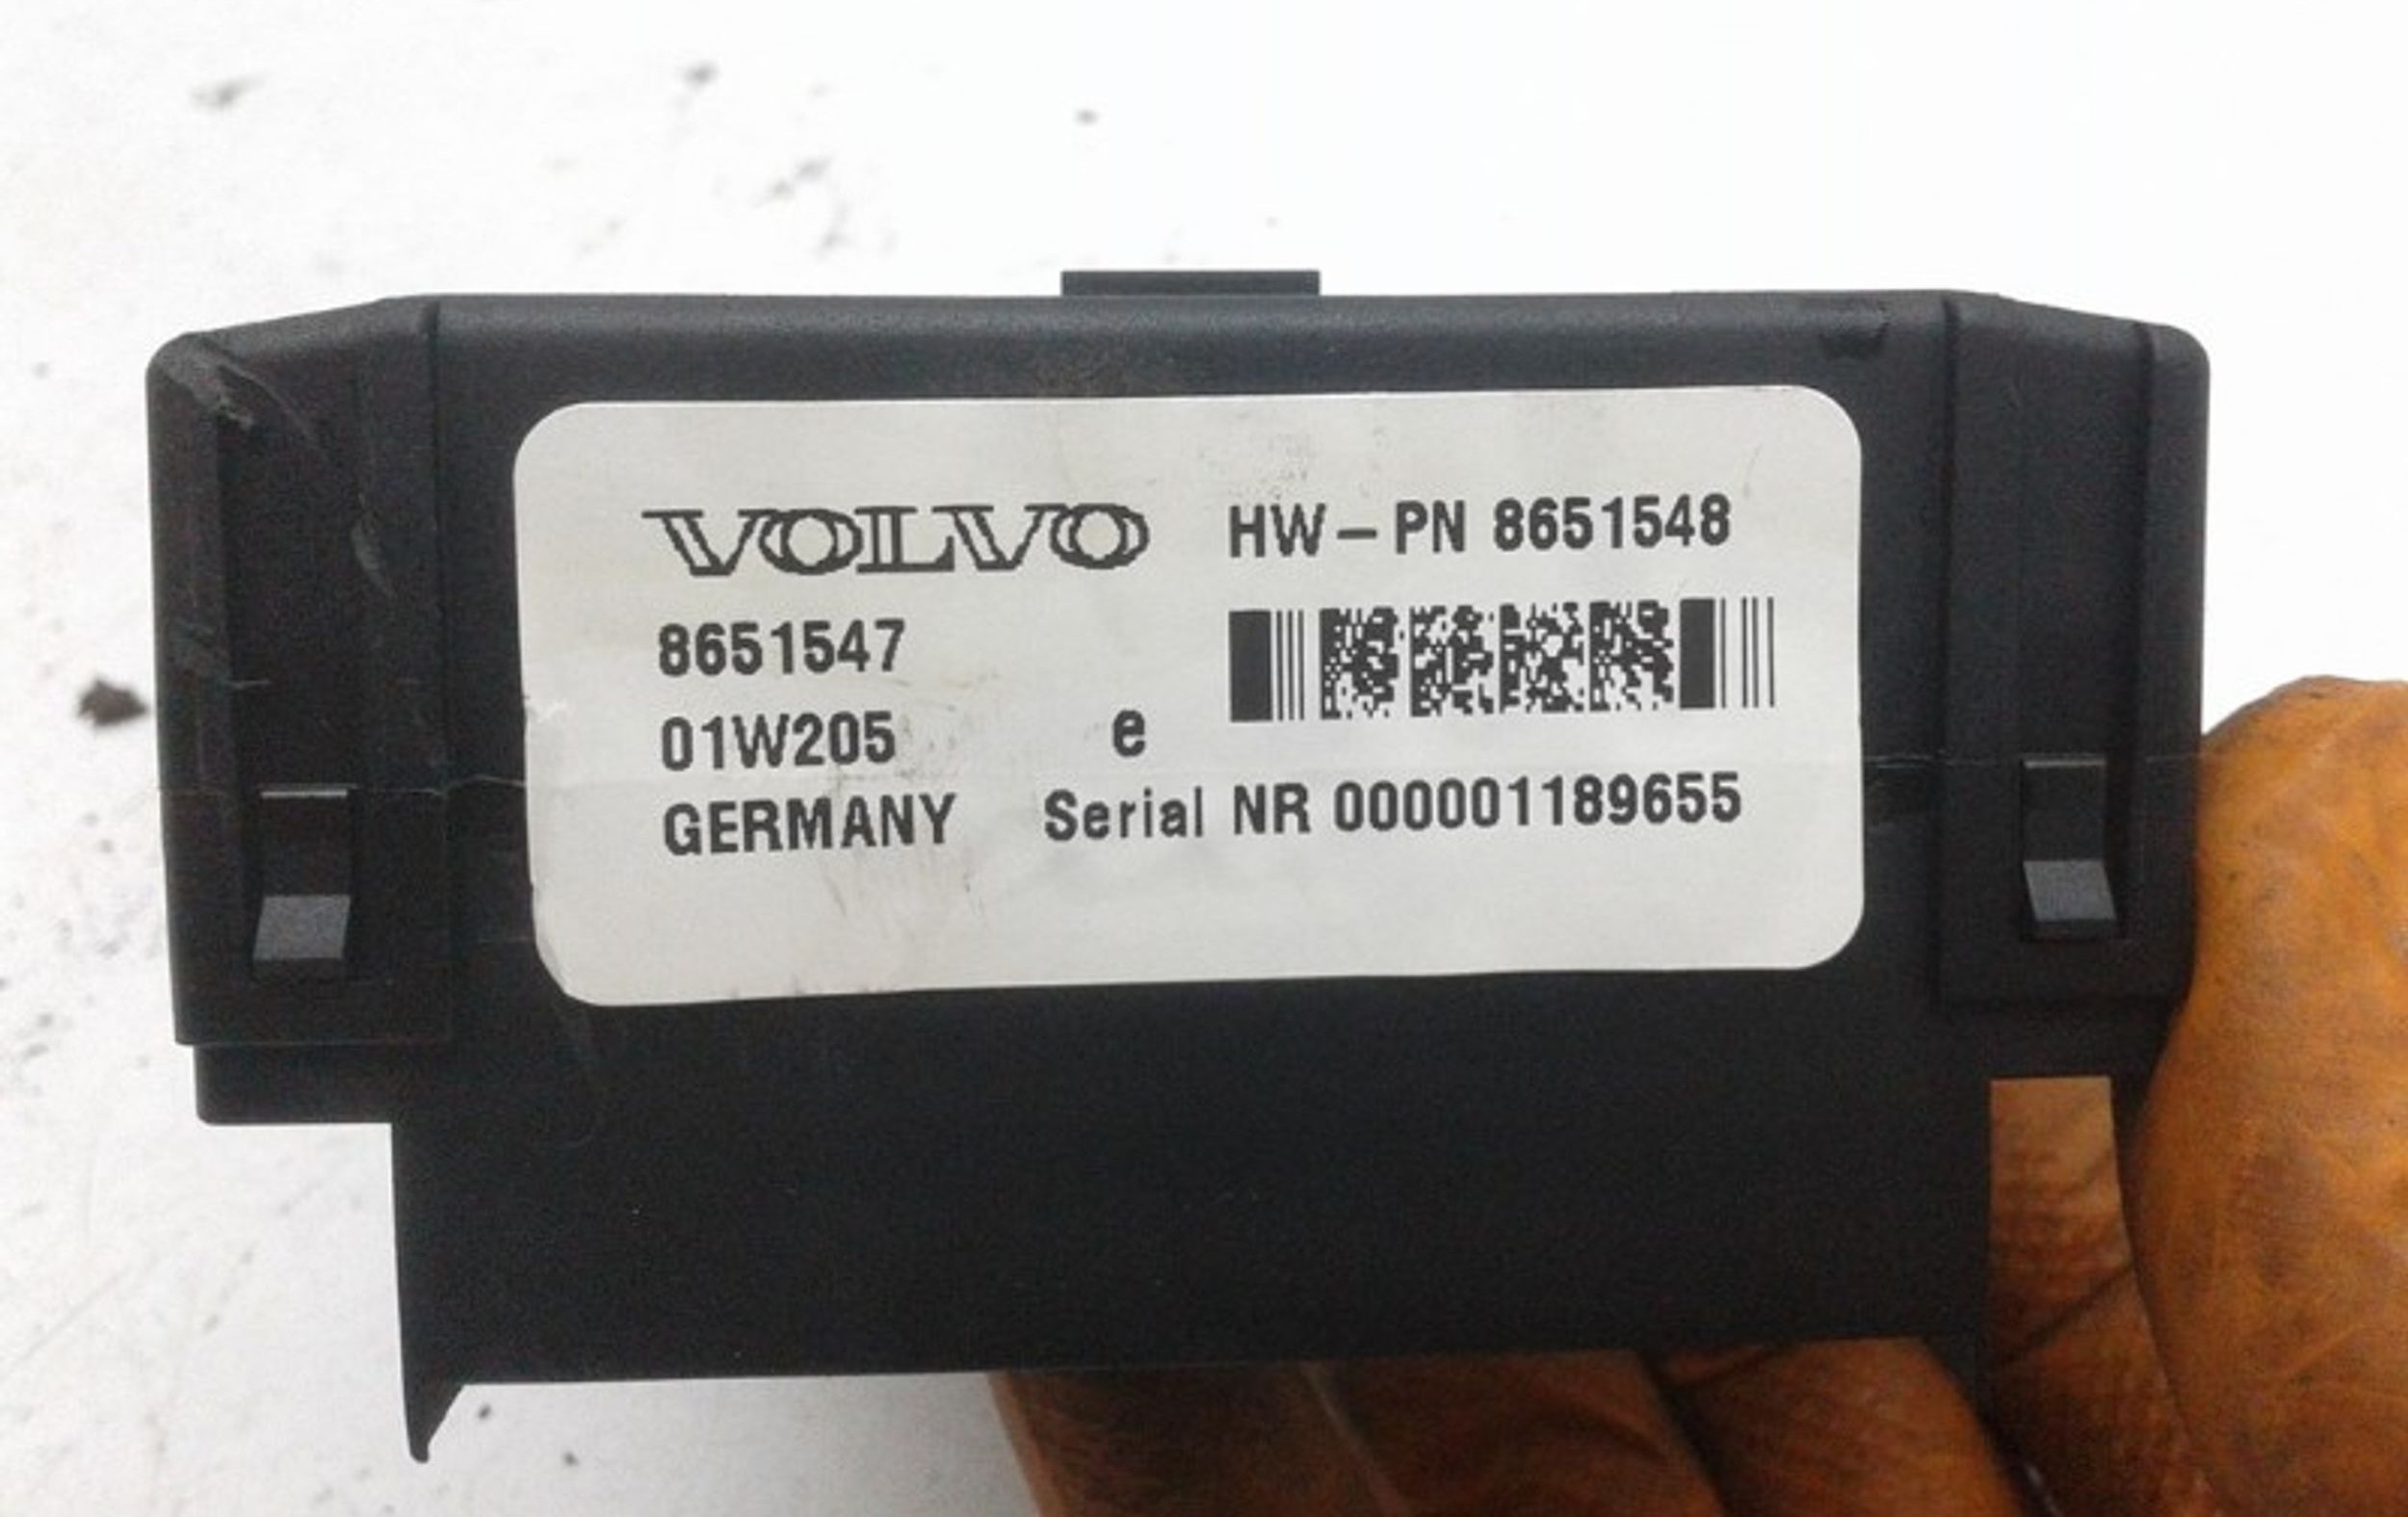 VOLVO HW-PN 8651548
8651547
01W205 e
GERMANY Serial NR 000001189655